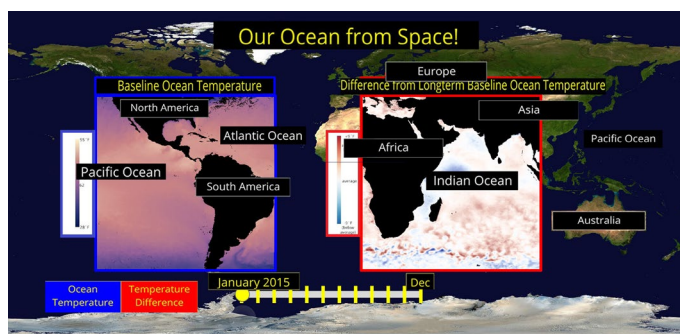 Our Ocean from Space!
Europe
Baseline Ocean Temperature
Difference from Longterm Baseline Ocean Temperature
North America
Asia
Atlantic Ocean
Pacific Ocean
Africa
average
Pacific Ocean
Indian Ocean
South America
Australia
January 2015
Dec
Ocean
Temperature
Temperature
Difference